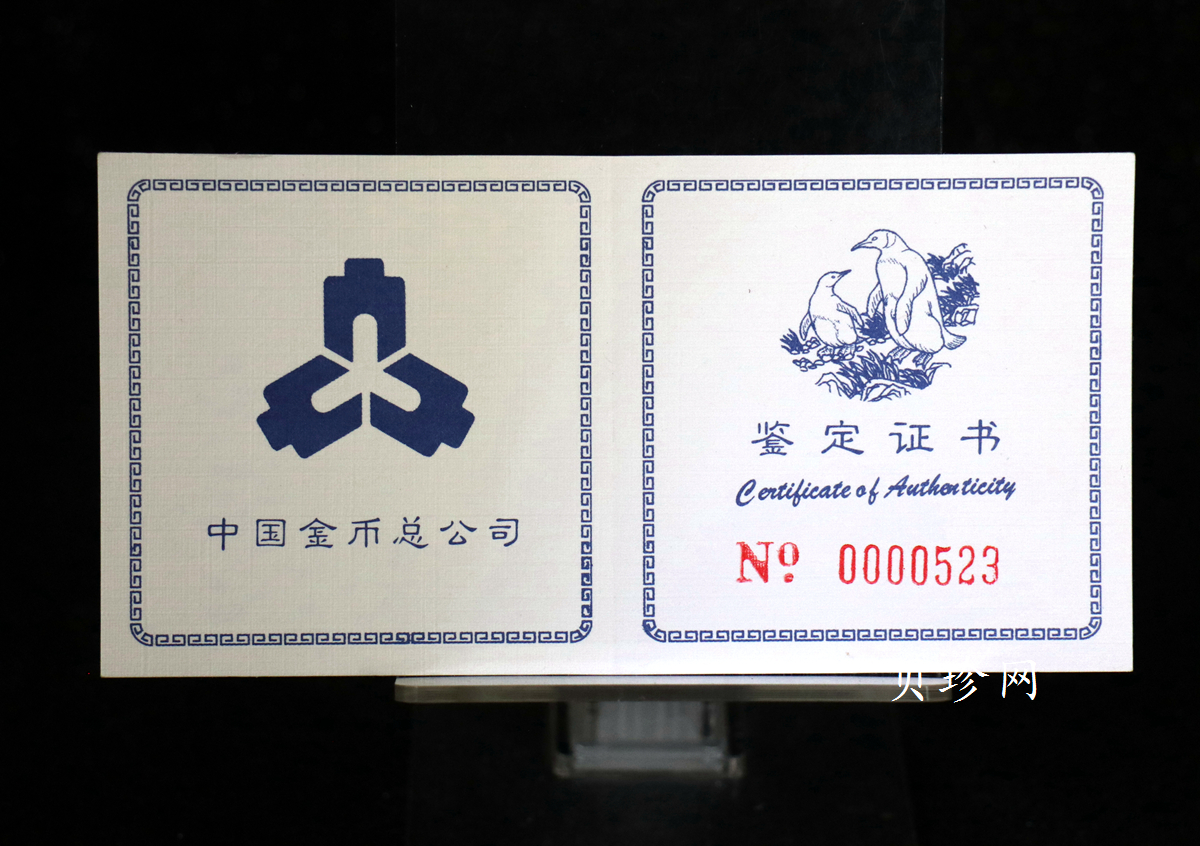 中国金币总公司
鉴定证书
Certificate of Authenticity
Nº 0000523
贝珍网